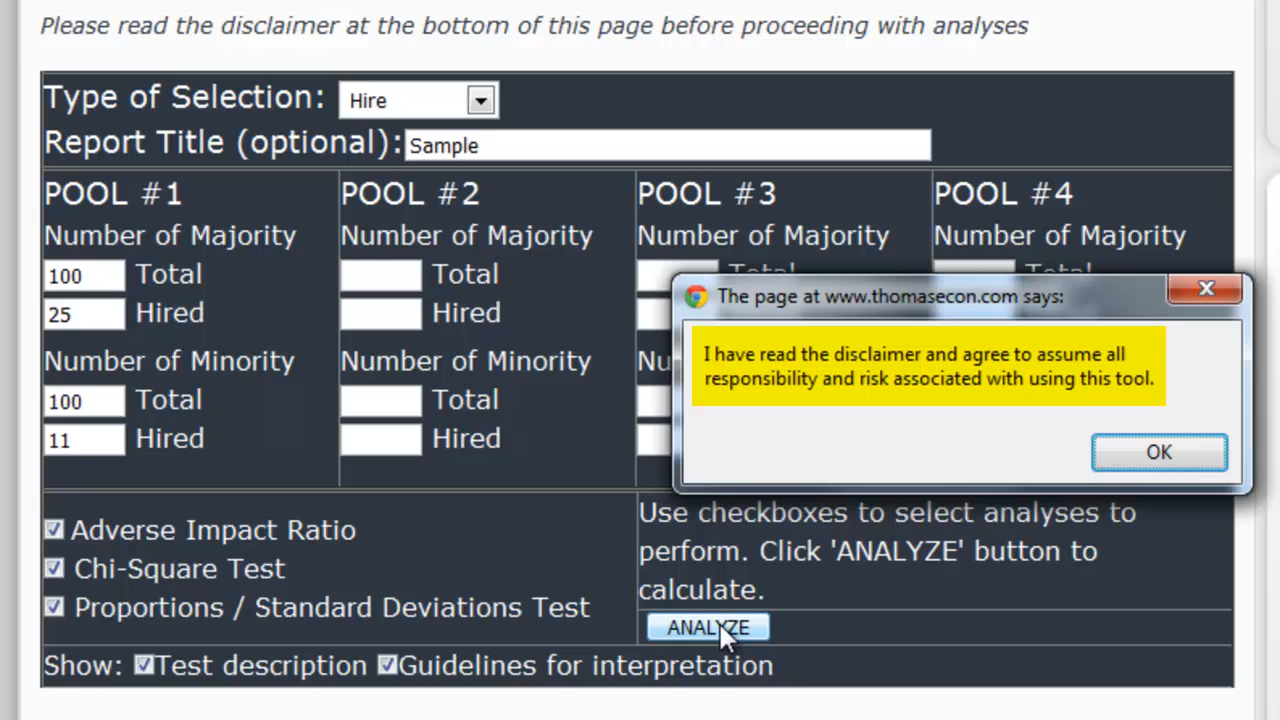 Please read the disclaimer at the bottom of this page before proceeding with analyses
Type of Selection: Hire
Report Title (optional): Sample
POOL #1 POOL #2 POOL #3 POOL #4
Number of Majority Number of Majority Number of Majority Number of Majority
100 Total Total Total Total
25 Hired Hired
The page at www.thomasecon.com says:
I have read the disclaimer and agree to assume all
responsibility and risk associated with using this tool.
OK
Number of Minority Number of Minority Nu
100 Total Total
11 Hired Hired
Adverse Impact Ratio
Chi-Square Test
Proportions / Standard Deviations Test
Use checkboxes to select analyses to
perform. Click 'ANALYZE' button to
calculate.
ANALYZE
Show: Test description Guidelines for interpretation